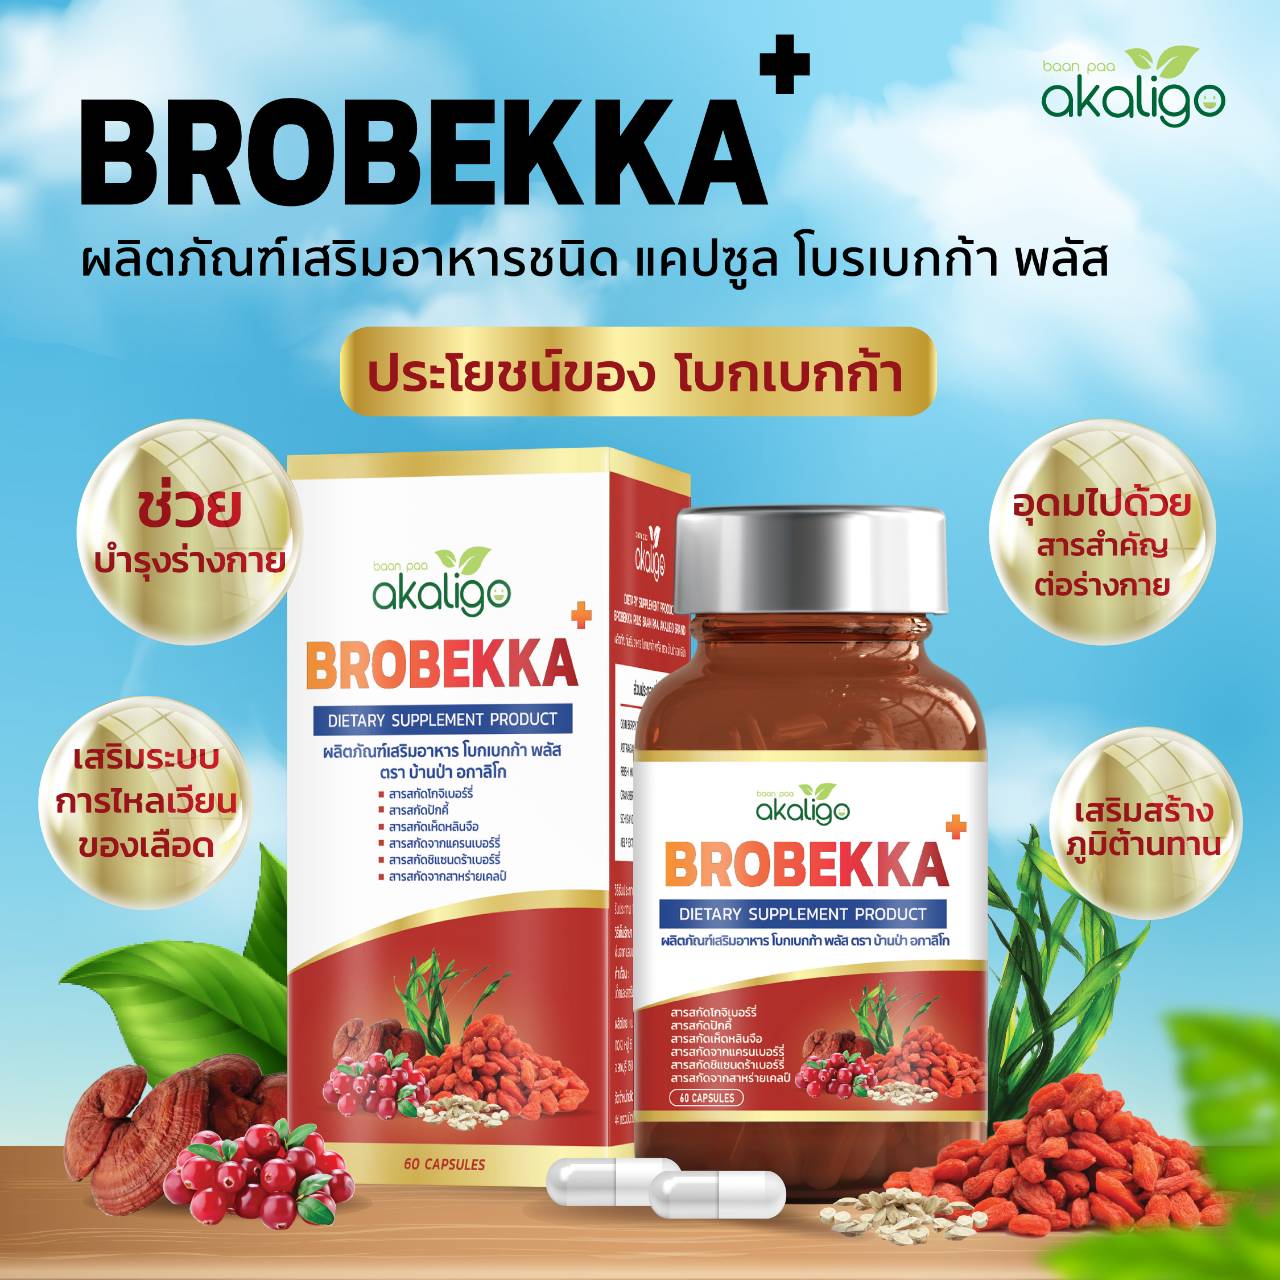 BROBEKKA+
baan paa
akaligo
ผลิตภัณฑ์เสริมอาหารชนิด แคปซูล โบรเบกก้า พลัส
ประโยชน์ของ โบกเบกก้า
ช่วย
บำรุงร่างกาย
อุดมไปด้วย
สารสำคัญ
ต่อร่างกาย
เสริมระบบ
การไหลเวียน
ของเลือด
เสริมสร้าง
ภูมิต้านทาน
baan paa
akaligo
BROBEKKA+
DIETARY SUPPLEMENT PRODUCT
ผลิตภัณฑ์เสริมอาหาร โบกเบกก้า พลัส
ตรา บ้านป่า อกาลิโก
สารสกัดโกจิเบอร์รี่
สารสกัดปักคี้
สารสกัดเห็ดหลินจือ
สารสกัดจากแครนเบอร์รี่
สารสกัดชิแซนดร้าเบอร์รี่
สารสกัดจากสาหร่ายเคลป์
60 CAPSULES
akaligo
DIETARY SUPPLEMENT PRODUCT
BROBEKKA PLUS BAAN PAA AKALIGO BRAND
baan paa
akaligo
BROBEKKA+
DIETARY SUPPLEMENT PRODUCT
ผลิตภัณฑ์เสริมอาหาร โบกเบกก้า พลัส ตรา บ้านป่า อกาลิโก
สารสกัดโกจิเบอร์รี่
สารสกัดปักคี้
สารสกัดเห็ดหลินจือ
สารสกัดจากแครนเบอร์รี่
สารสกัดชิแซนดร้าเบอร์รี่
สารสกัดจากสาหร่ายเคลป์
60 CAPSULES